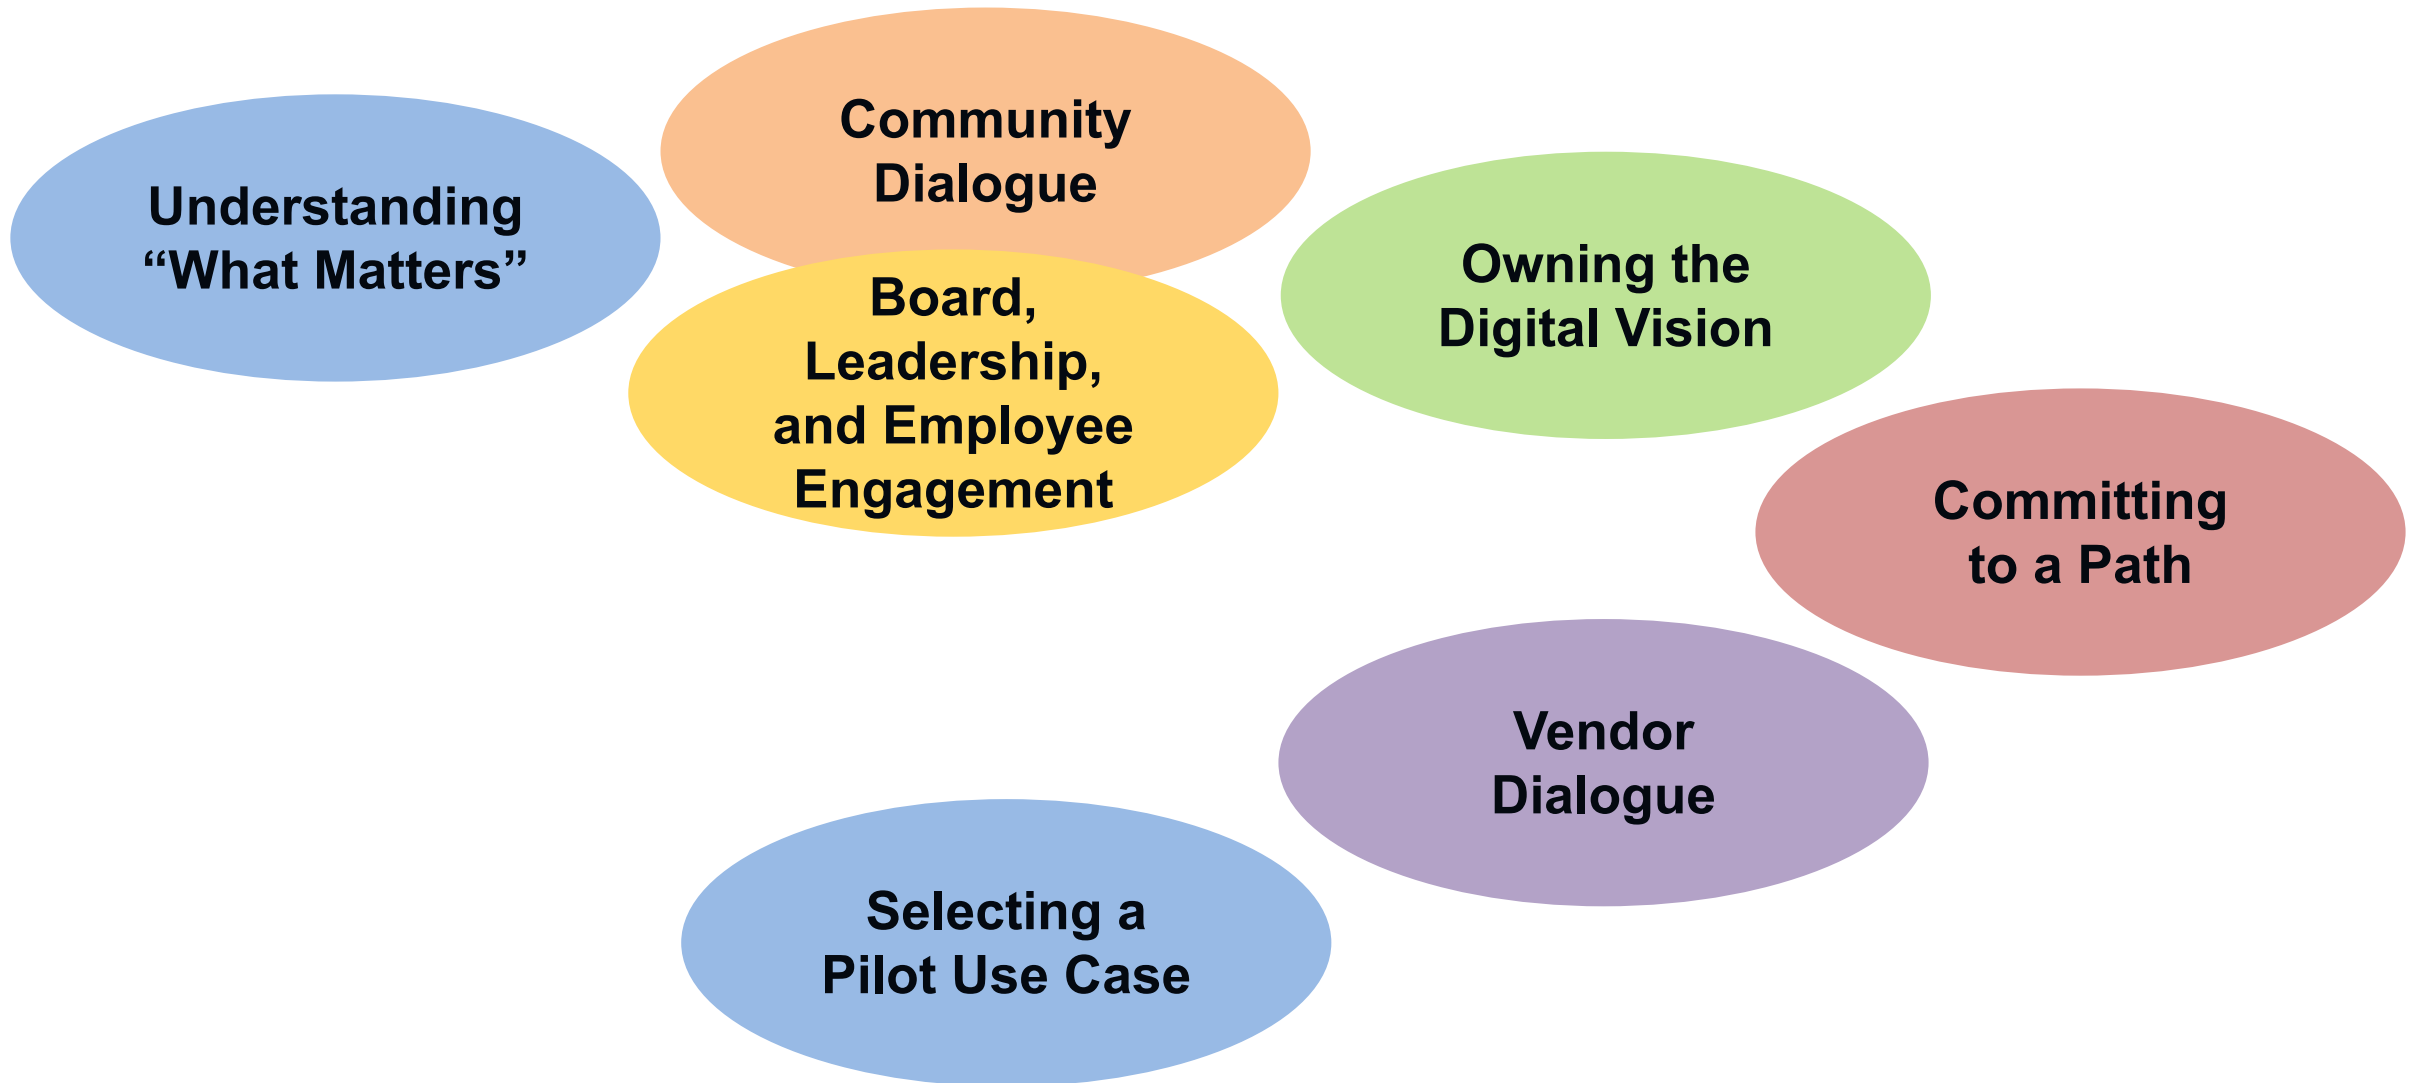 Understanding
“What Matters”
Community
Dialogue
Board,
Leadership,
and Employee
Engagement
Owning the
Digital Vision
Committing
to a Path
Vendor
Dialogue
Selecting a
Pilot Use Case